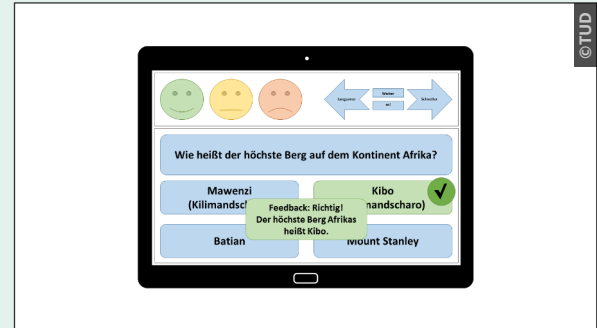 ©TUD
Langsamer
Weiter
so!
Schneller
Wie heißt der höchste Berg auf dem Kontinent Afrika?
Mawenzi
(Kilimandsc
Kibo
mandscharo)
Feedback: Richtig!
Der höchste Berg Afrikas
heißt Kibo.
Batian
Mount Stanley